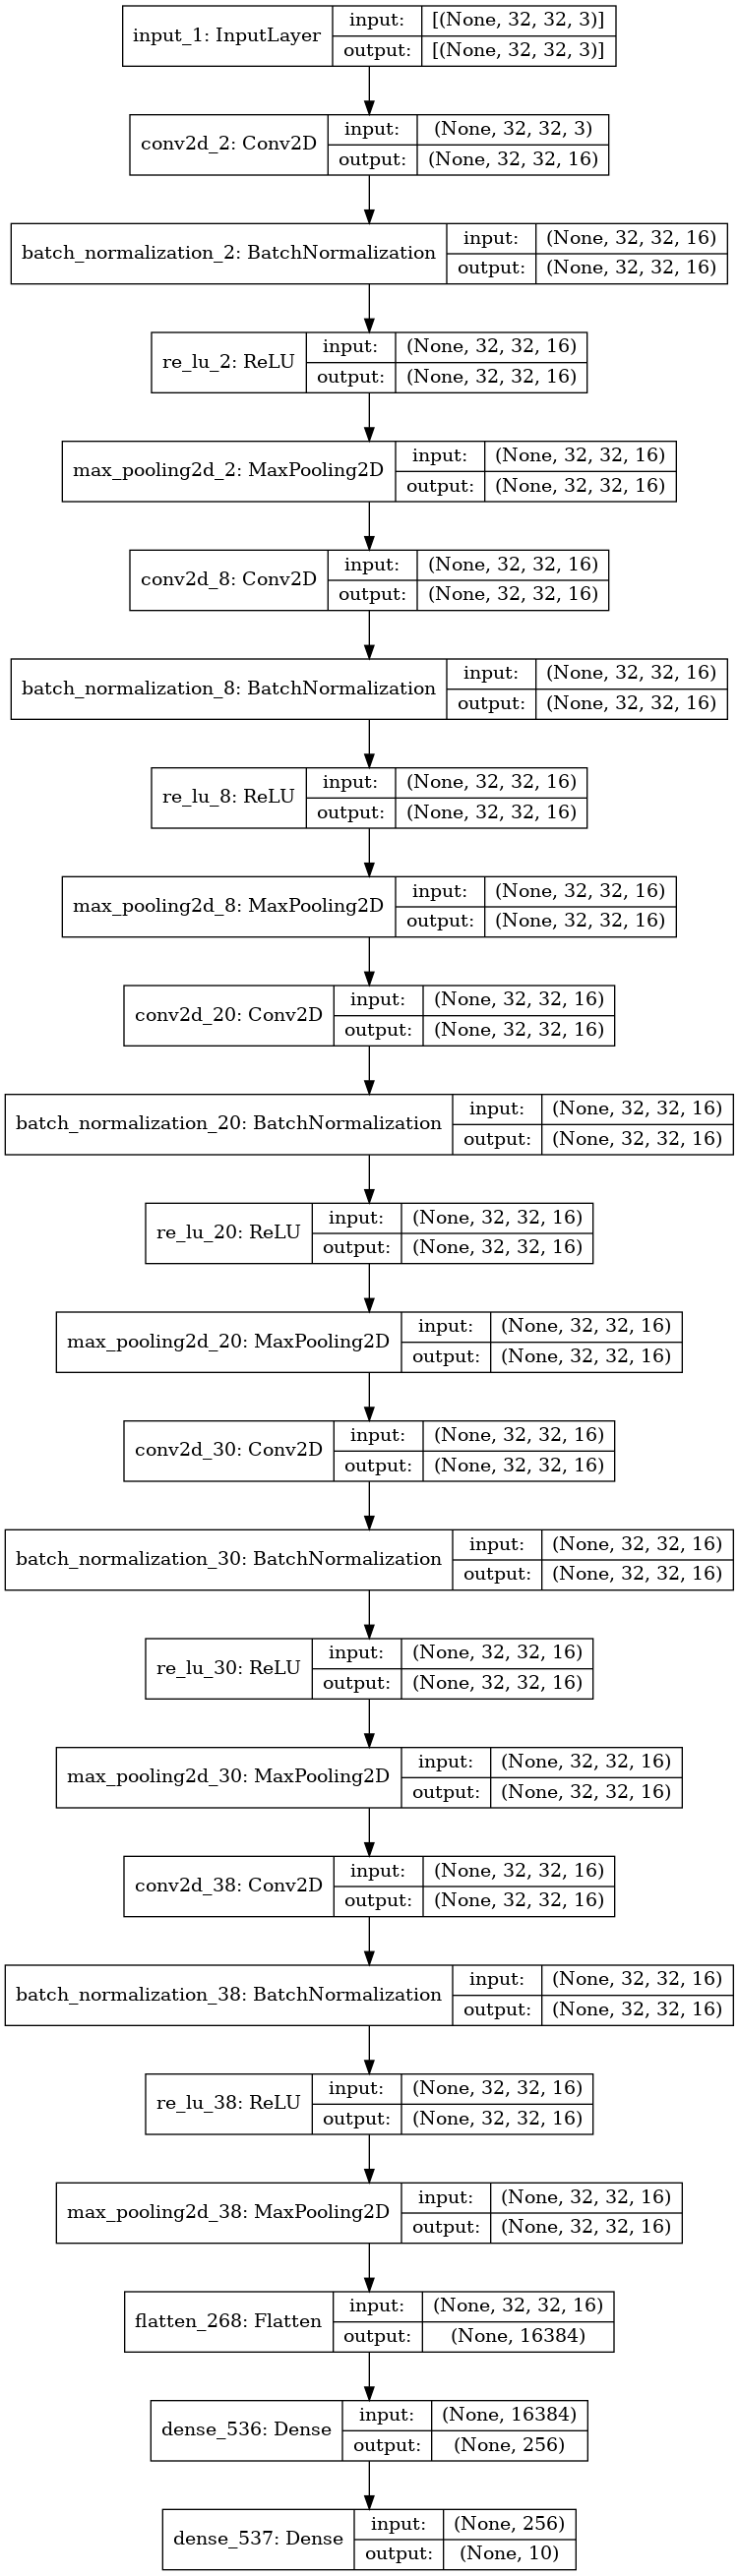 input_1: InputLayer
input: [(None, 32, 32, 3)]
output: [(None, 32, 32, 3)]
conv2d_2: Conv2D
input: (None, 32, 32, 3)
output: (None, 32, 32, 16)
batch_normalization_2: BatchNormalization
input: (None, 32, 32, 16)
output: (None, 32, 32, 16)
re_lu_2: ReLU
input: (None, 32, 32, 16)
output: (None, 32, 32, 16)
max_pooling2d_2: MaxPooling2D
input: (None, 32, 32, 16)
output: (None, 32, 32, 16)
conv2d_8: Conv2D
input: (None, 32, 32, 16)
output: (None, 32, 32, 16)
batch_normalization_8: BatchNormalization
input: (None, 32, 32, 16)
output: (None, 32, 32, 16)
re_lu_8: ReLU
input: (None, 32, 32, 16)
output: (None, 32, 32, 16)
max_pooling2d_8: MaxPooling2D
input: (None, 32, 32, 16)
output: (None, 32, 32, 16)
conv2d_20: Conv2D
input: (None, 32, 32, 16)
output: (None, 32, 32, 16)
batch_normalization_20: BatchNormalization
input: (None, 32, 32, 16)
output: (None, 32, 32, 16)
re_lu_20: ReLU
input: (None, 32, 32, 16)
output: (None, 32, 32, 16)
max_pooling2d_20: MaxPooling2D
input: (None, 32, 32, 16)
output: (None, 32, 32, 16)
conv2d_30: Conv2D
input: (None, 32, 32, 16)
output: (None, 32, 32, 16)
batch_normalization_30: BatchNormalization
input: (None, 32, 32, 16)
output: (None, 32, 32, 16)
re_lu_30: ReLU
input: (None, 32, 32, 16)
output: (None, 32, 32, 16)
max_pooling2d_30: MaxPooling2D
input: (None, 32, 32, 16)
output: (None, 32, 32, 16)
conv2d_38: Conv2D
input: (None, 32, 32, 16)
output: (None, 32, 32, 16)
batch_normalization_38: BatchNormalization
input: (None, 32, 32, 16)
output: (None, 32, 32, 16)
re_lu_38: ReLU
input: (None, 32, 32, 16)
output: (None, 32, 32, 16)
max_pooling2d_38: MaxPooling2D
input: (None, 32, 32, 16)
output: (None, 32, 32, 16)
flatten_268: Flatten
input: (None, 32, 32, 16)
output: (None, 16384)
dense_536: Dense
input: (None, 16384)
output: (None, 256)
dense_537: Dense
input: (None, 256)
output: (None, 10)